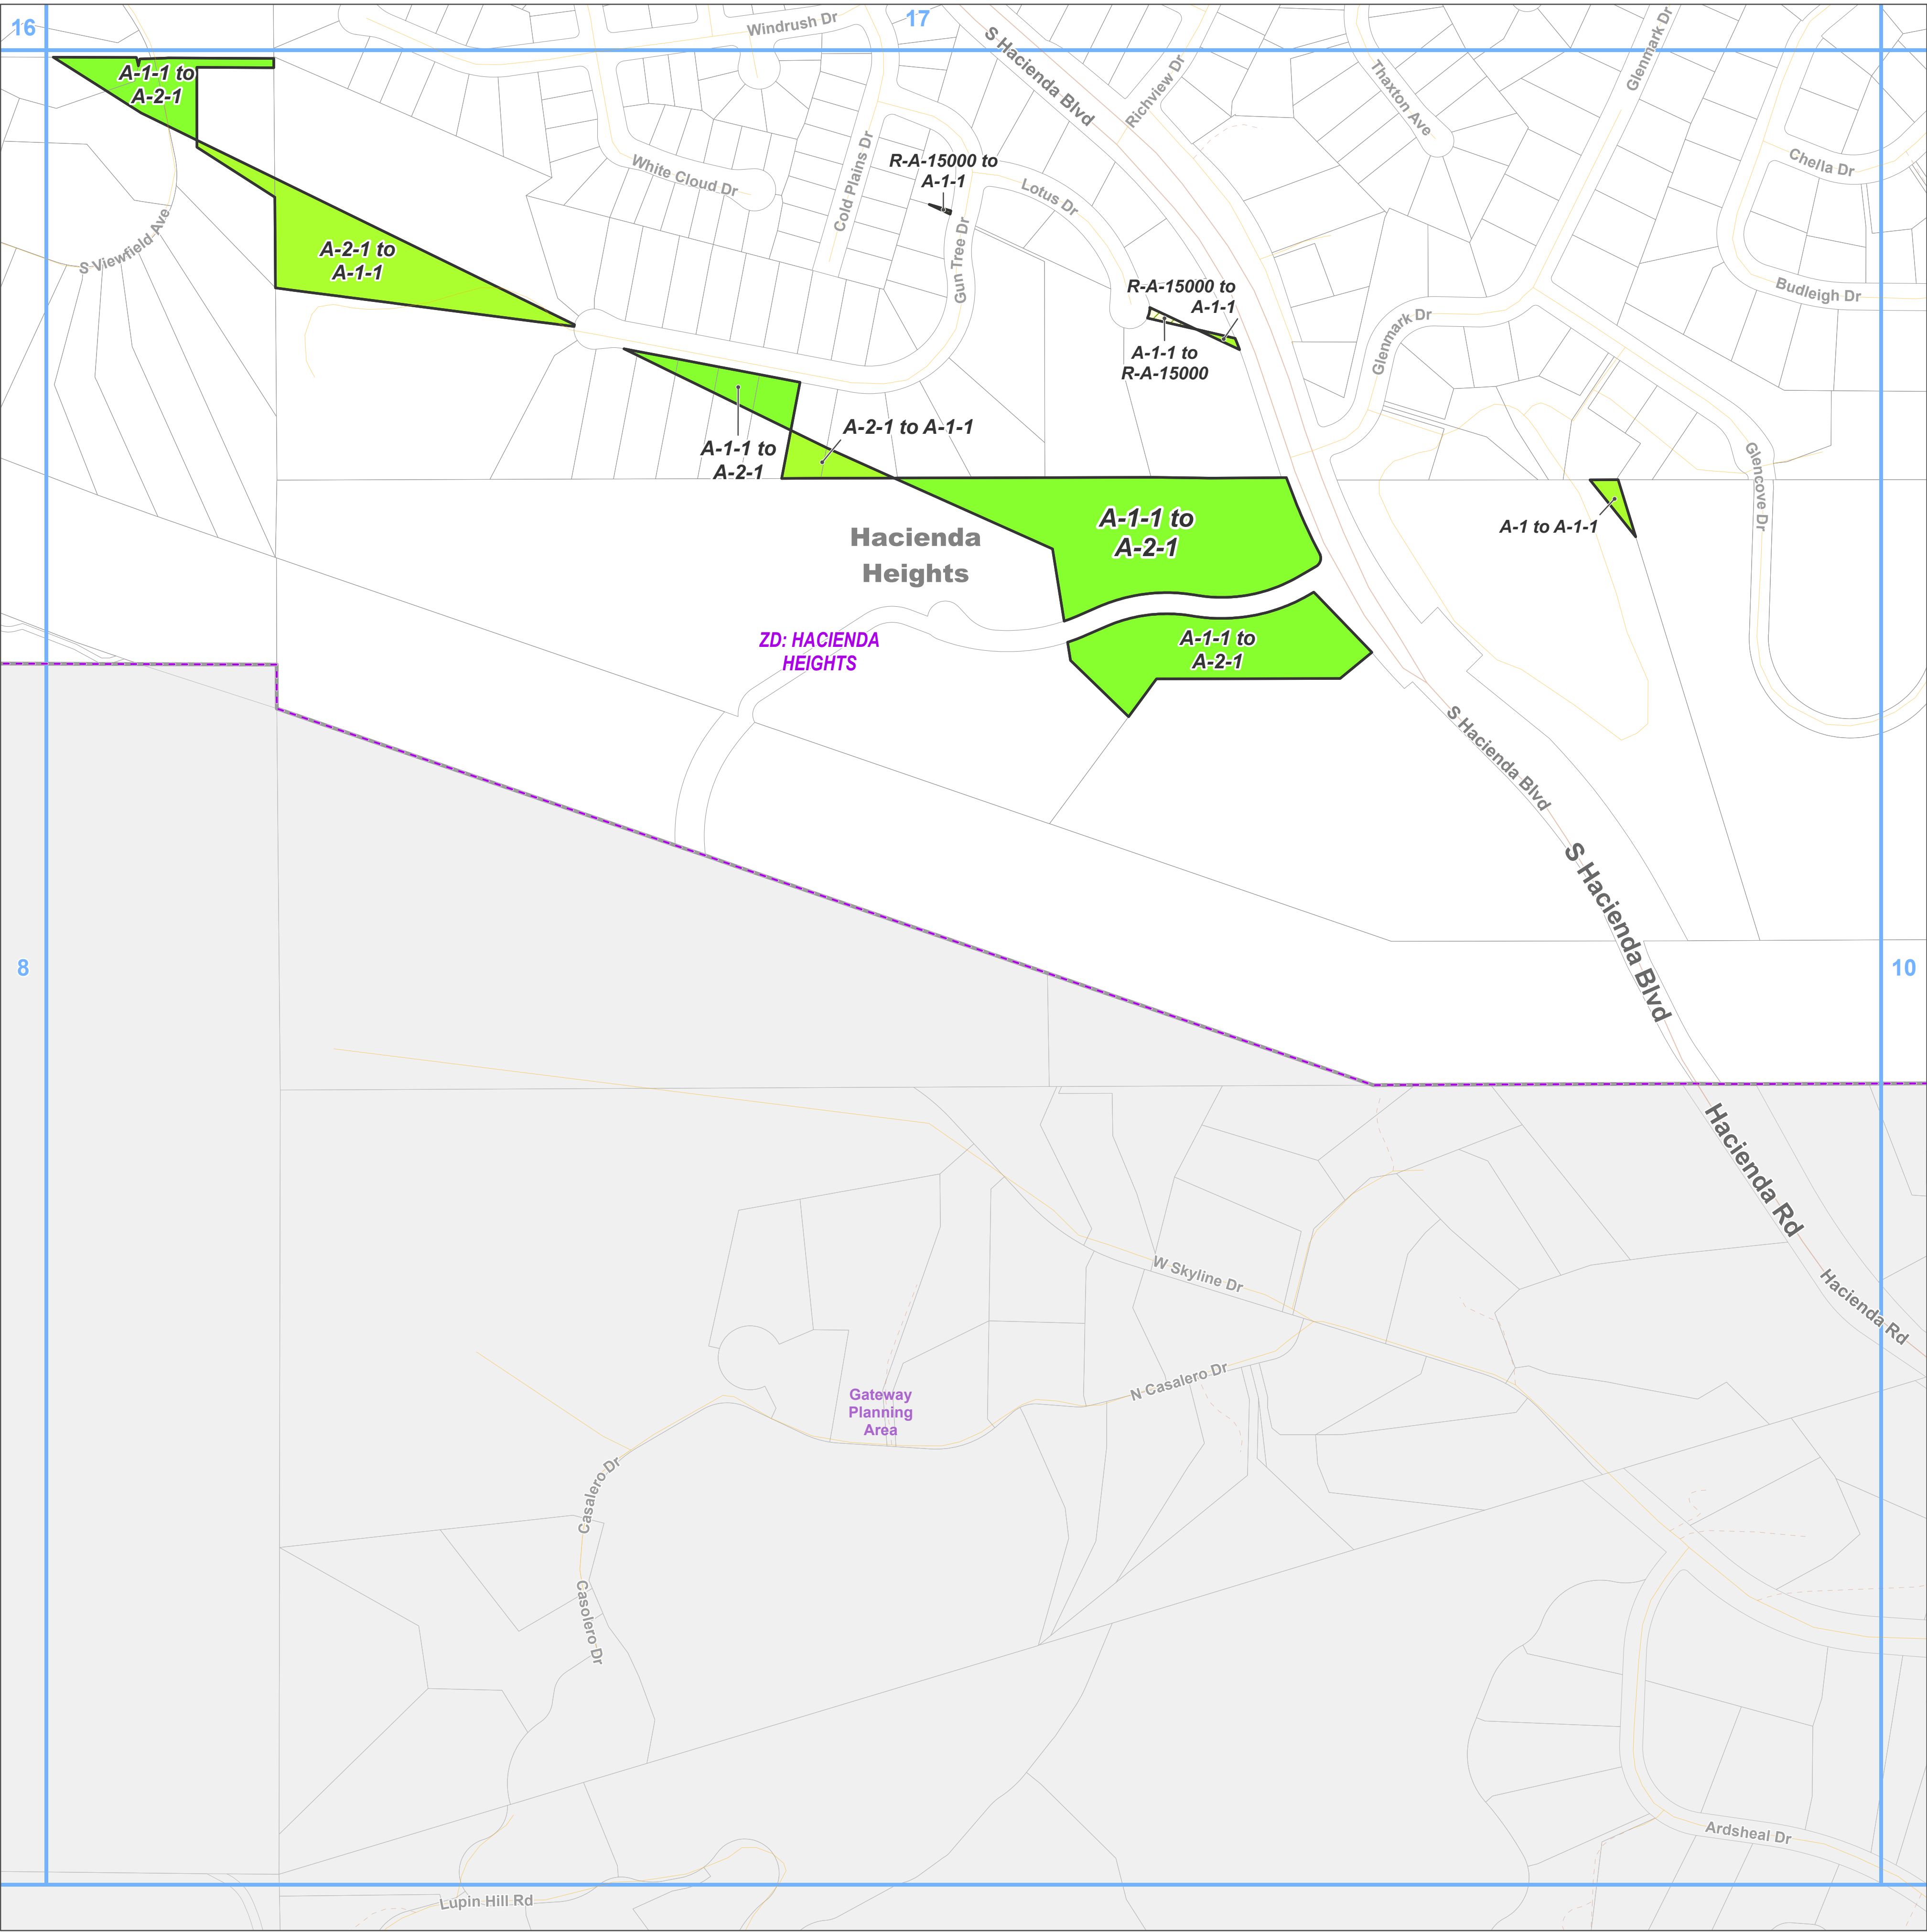 16
17
Windrush Dr
S Hacienda Blvd
Richview Dr
Thaxton Ave
Glenmark Dr
A-1-1 to
A-2-1
White Cloud Dr
Cold Plains Dr
R-A-15000 to
A-1-1
Lotus Dr
Chella Dr
S Viewfield Ave
A-2-1 to
A-1-1
Gun Tree Dr
R-A-15000 to
A-1-1
A-1-1 to
R-A-15000
Glenmark Dr
Budleigh Dr
A-1-1 to
A-2-1
A-2-1 to A-1-1
Glencove Dr
A-1-1 to
A-2-1
A-1 to A-1-1
Hacienda
Heights
ZD: HACIENDA
HEIGHTS
A-1-1 to
A-2-1
S Hacienda Blvd
S Hacienda Blvd
8
10
Hacienda Rd
W Skyline Dr
Hacienda Rd
N Casalero Dr
Gateway
Planning
Area
Casalero Dr
Casolero Dr
Ardsheal Dr
Lupin Hill Rd